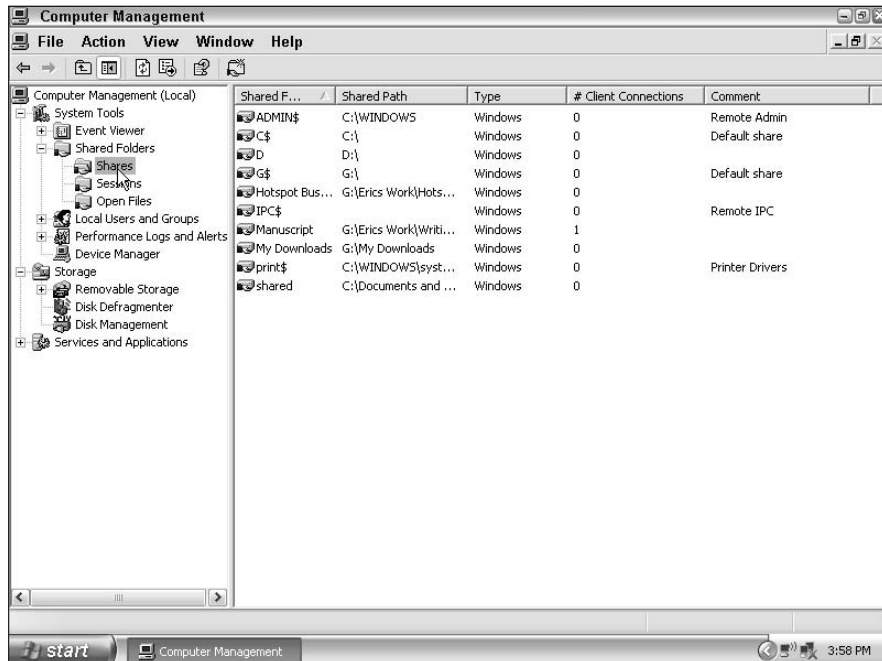 Computer Management
File Action View Window Help
Computer Management (Local)
System Tools
Event Viewer
Shared Folders
Shares
Sessions
Open Files
Local Users and Groups
Performance Logs and Alerts
Device Manager
Storage
Removable Storage
Disk Defragmenter
Disk Management
Services and Applications
Shared F... Shared Path Type # Client Connections Comment
ADMIN$ C:\WINDOWS Windows 0 Remote Admin
C$ C:\ Windows 0 Default share
D D:\ Windows 0
G$ G:\ Windows 0 Default share
Hotspot Bus... G:\Erics Work\Hots... Windows 0
IPC$ Windows 0 Remote IPC
Manuscript G:\Erics Work\Writi... Windows 1
My Downloads G:\My Downloads Windows 0
print$ C:\WINDOWS\syst... Windows 0 Printer Drivers
shared C:\Documents and ... Windows 0
start Computer Management 3:58 PM